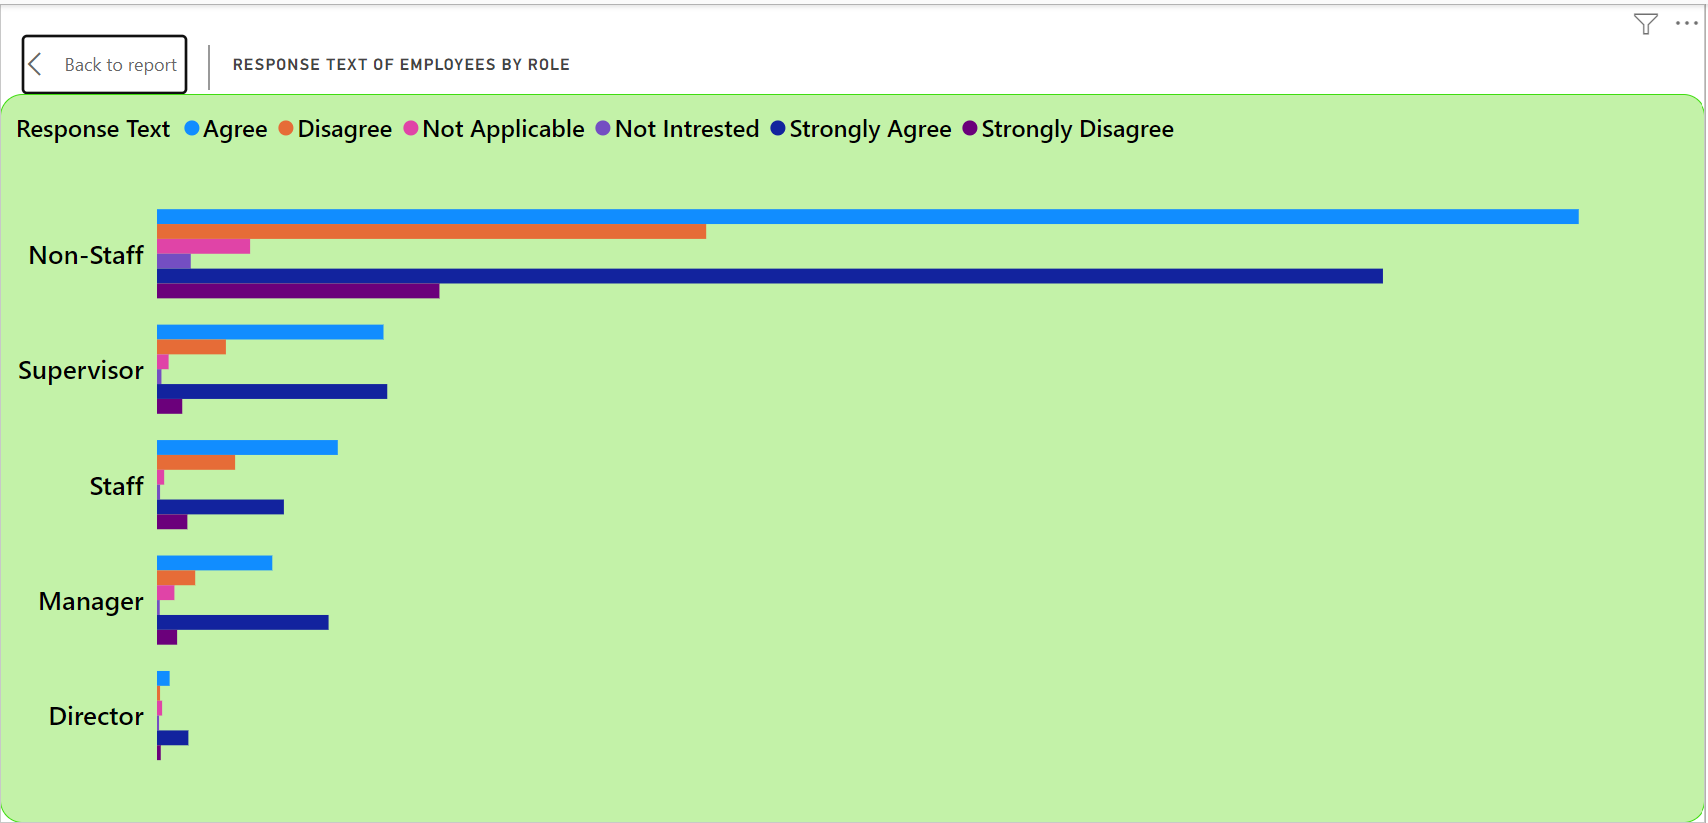 Back to report
RESPONSE TEXT OF EMPLOYEES BY ROLE
Response Text Agree Disagree Not Applicable Not Intrested Strongly Agree Strongly Disagree
Non-Staff
Supervisor
Staff
Manager
Director